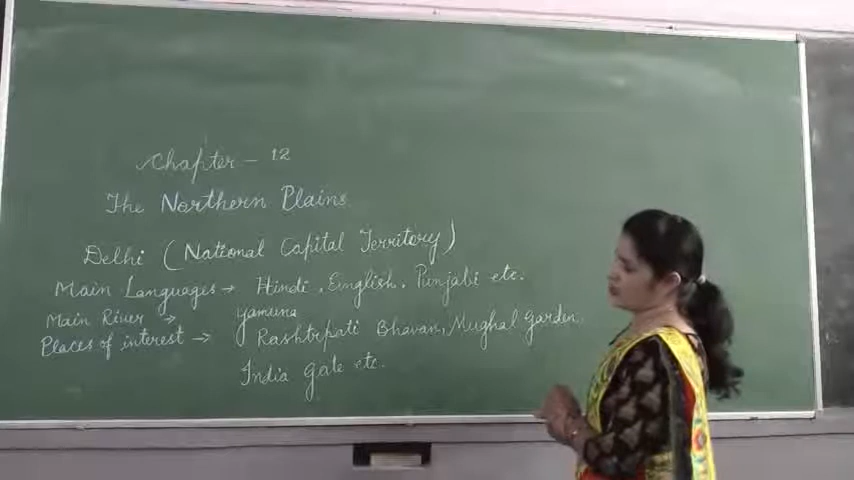 Chapter - 12
The Northern Plains
Delhi (National Capital Territory)
Main Languages → Hindi, English, Punjabi etc.
Main River → Yamuna
Places of interest → Rashtrpati Bhavan, Mughal Garden,
India gate etc.